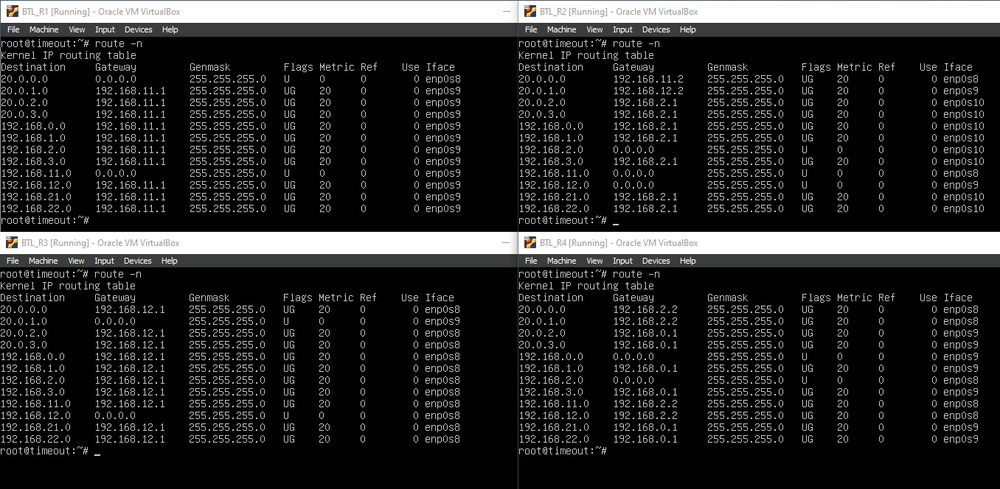 BTL_R1 [Running] - Oracle VM VirtualBox
File Machine View Input Devices Help
root@timeout:~# route -n
Kernel IP routing table
Destination Gateway Genmask Flags Metric Ref Use Iface
20.0.0.0 0.0.0.0 255.255.255.0 U 0 0 0 enp0s8
20.0.1.0 192.168.11.1 255.255.255.0 UG 20 0 0 enp0s9
20.0.2.0 192.168.11.1 255.255.255.0 UG 20 0 0 enp0s9
20.0.3.0 192.168.11.1 255.255.255.0 UG 20 0 0 enp0s9
192.168.0.0 192.168.11.1 255.255.255.0 UG 20 0 0 enp0s9
192.168.1.0 192.168.11.1 255.255.255.0 UG 20 0 0 enp0s9
192.168.2.0 192.168.11.1 255.255.255.0 UG 20 0 0 enp0s9
192.168.3.0 192.168.11.1 255.255.255.0 UG 20 0 0 enp0s9
192.168.11.0 0.0.0.0 255.255.255.0 U 0 0 0 enp0s9
192.168.12.0 192.168.11.1 255.255.255.0 UG 20 0 0 enp0s9
192.168.21.0 192.168.11.1 255.255.255.0 UG 20 0 0 enp0s9
192.168.22.0 192.168.11.1 255.255.255.0 UG 20 0 0 enp0s9
root@timeout:~#
BTL_R2 [Running] - Oracle VM VirtualBox
File Machine View Input Devices Help
root@timeout:~# route -n
Kernel IP routing table
Destination Gateway Genmask Flags Metric Ref Use Iface
20.0.0.0 192.168.11.2 255.255.255.0 UG 20 0 0 enp0s8
20.0.1.0 192.168.12.2 255.255.255.0 UG 20 0 0 enp0s9
20.0.2.0 192.168.2.1 255.255.255.0 UG 20 0 0 enp0s10
20.0.3.0 192.168.2.1 255.255.255.0 UG 20 0 0 enp0s10
192.168.0.0 192.168.2.1 255.255.255.0 UG 20 0 0 enp0s10
192.168.1.0 192.168.2.1 255.255.255.0 UG 20 0 0 enp0s10
192.168.2.0 0.0.0.0 255.255.255.0 U 0 0 0 enp0s10
192.168.3.0 192.168.2.1 255.255.255.0 UG 20 0 0 enp0s10
192.168.11.0 0.0.0.0 255.255.255.0 U 0 0 0 enp0s8
192.168.12.0 0.0.0.0 255.255.255.0 U 0 0 0 enp0s9
192.168.21.0 192.168.2.1 255.255.255.0 UG 20 0 0 enp0s10
192.168.22.0 192.168.2.1 255.255.255.0 UG 20 0 0 enp0s10
root@timeout:~# _
BTL_R3 [Running] - Oracle VM VirtualBox
File Machine View Input Devices Help
root@timeout:~# route -n
Kernel IP routing table
Destination Gateway Genmask Flags Metric Ref Use Iface
20.0.0.0 192.168.12.1 255.255.255.0 UG 20 0 0 enp0s8
20.0.1.0 0.0.0.0 255.255.255.0 U 0 0 0 enp0s9
20.0.2.0 192.168.12.1 255.255.255.0 UG 20 0 0 enp0s8
20.0.3.0 192.168.12.1 255.255.255.0 UG 20 0 0 enp0s8
192.168.0.0 192.168.12.1 255.255.255.0 UG 20 0 0 enp0s8
192.168.1.0 192.168.12.1 255.255.255.0 UG 20 0 0 enp0s8
192.168.2.0 192.168.12.1 255.255.255.0 UG 20 0 0 enp0s8
192.168.3.0 192.168.12.1 255.255.255.0 UG 20 0 0 enp0s8
192.168.11.0 192.168.12.1 255.255.255.0 UG 20 0 0 enp0s8
192.168.12.0 0.0.0.0 255.255.255.0 U 0 0 0 enp0s8
192.168.21.0 192.168.12.1 255.255.255.0 UG 20 0 0 enp0s8
192.168.22.0 192.168.12.1 255.255.255.0 UG 20 0 0 enp0s8
root@timeout:~# _
BTL_R4 [Running] - Oracle VM VirtualBox
File Machine View Input Devices Help
root@timeout:~# route -n
Kernel IP routing table
Destination Gateway Genmask Flags Metric Ref Use Iface
20.0.0.0 192.168.2.2 255.255.255.0 UG 20 0 0 enp0s8
20.0.1.0 192.168.2.2 255.255.255.0 UG 20 0 0 enp0s8
20.0.2.0 192.168.0.1 255.255.255.0 UG 20 0 0 enp0s9
20.0.3.0 192.168.0.1 255.255.255.0 UG 20 0 0 enp0s9
192.168.0.0 0.0.0.0 255.255.255.0 U 0 0 0 enp0s9
192.168.1.0 192.168.0.1 255.255.255.0 UG 20 0 0 enp0s9
192.168.2.0 0.0.0.0 255.255.255.0 U 0 0 0 enp0s8
192.168.3.0 192.168.0.1 255.255.255.0 UG 20 0 0 enp0s9
192.168.11.0 192.168.2.2 255.255.255.0 UG 20 0 0 enp0s8
192.168.12.0 192.168.2.2 255.255.255.0 UG 20 0 0 enp0s8
192.168.21.0 192.168.0.1 255.255.255.0 UG 20 0 0 enp0s9
192.168.22.0 192.168.0.1 255.255.255.0 UG 20 0 0 enp0s9
root@timeout:~#